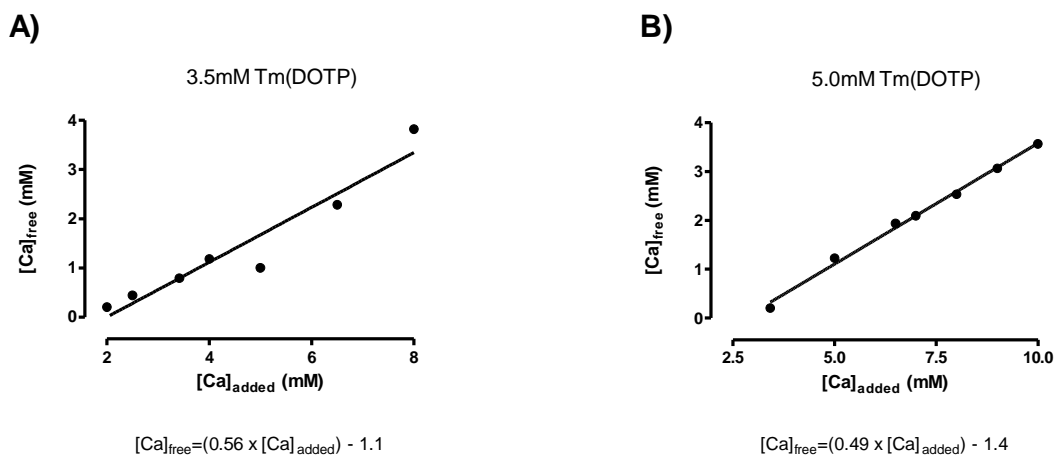 A)
3.5mM Tm(DOTP)
4
3
2
1
0
[Ca]free (mM)
2
4
6
8
[Ca]added (mM)
[Ca]free=(0.56 x [Ca]added) - 1.1
B)
5.0mM Tm(DOTP)
4
3
2
1
0
[Ca]free (mM)
2.5
5.0
7.5
10.0
[Ca]added (mM)
[Ca]free=(0.49 x [Ca]added) - 1.4